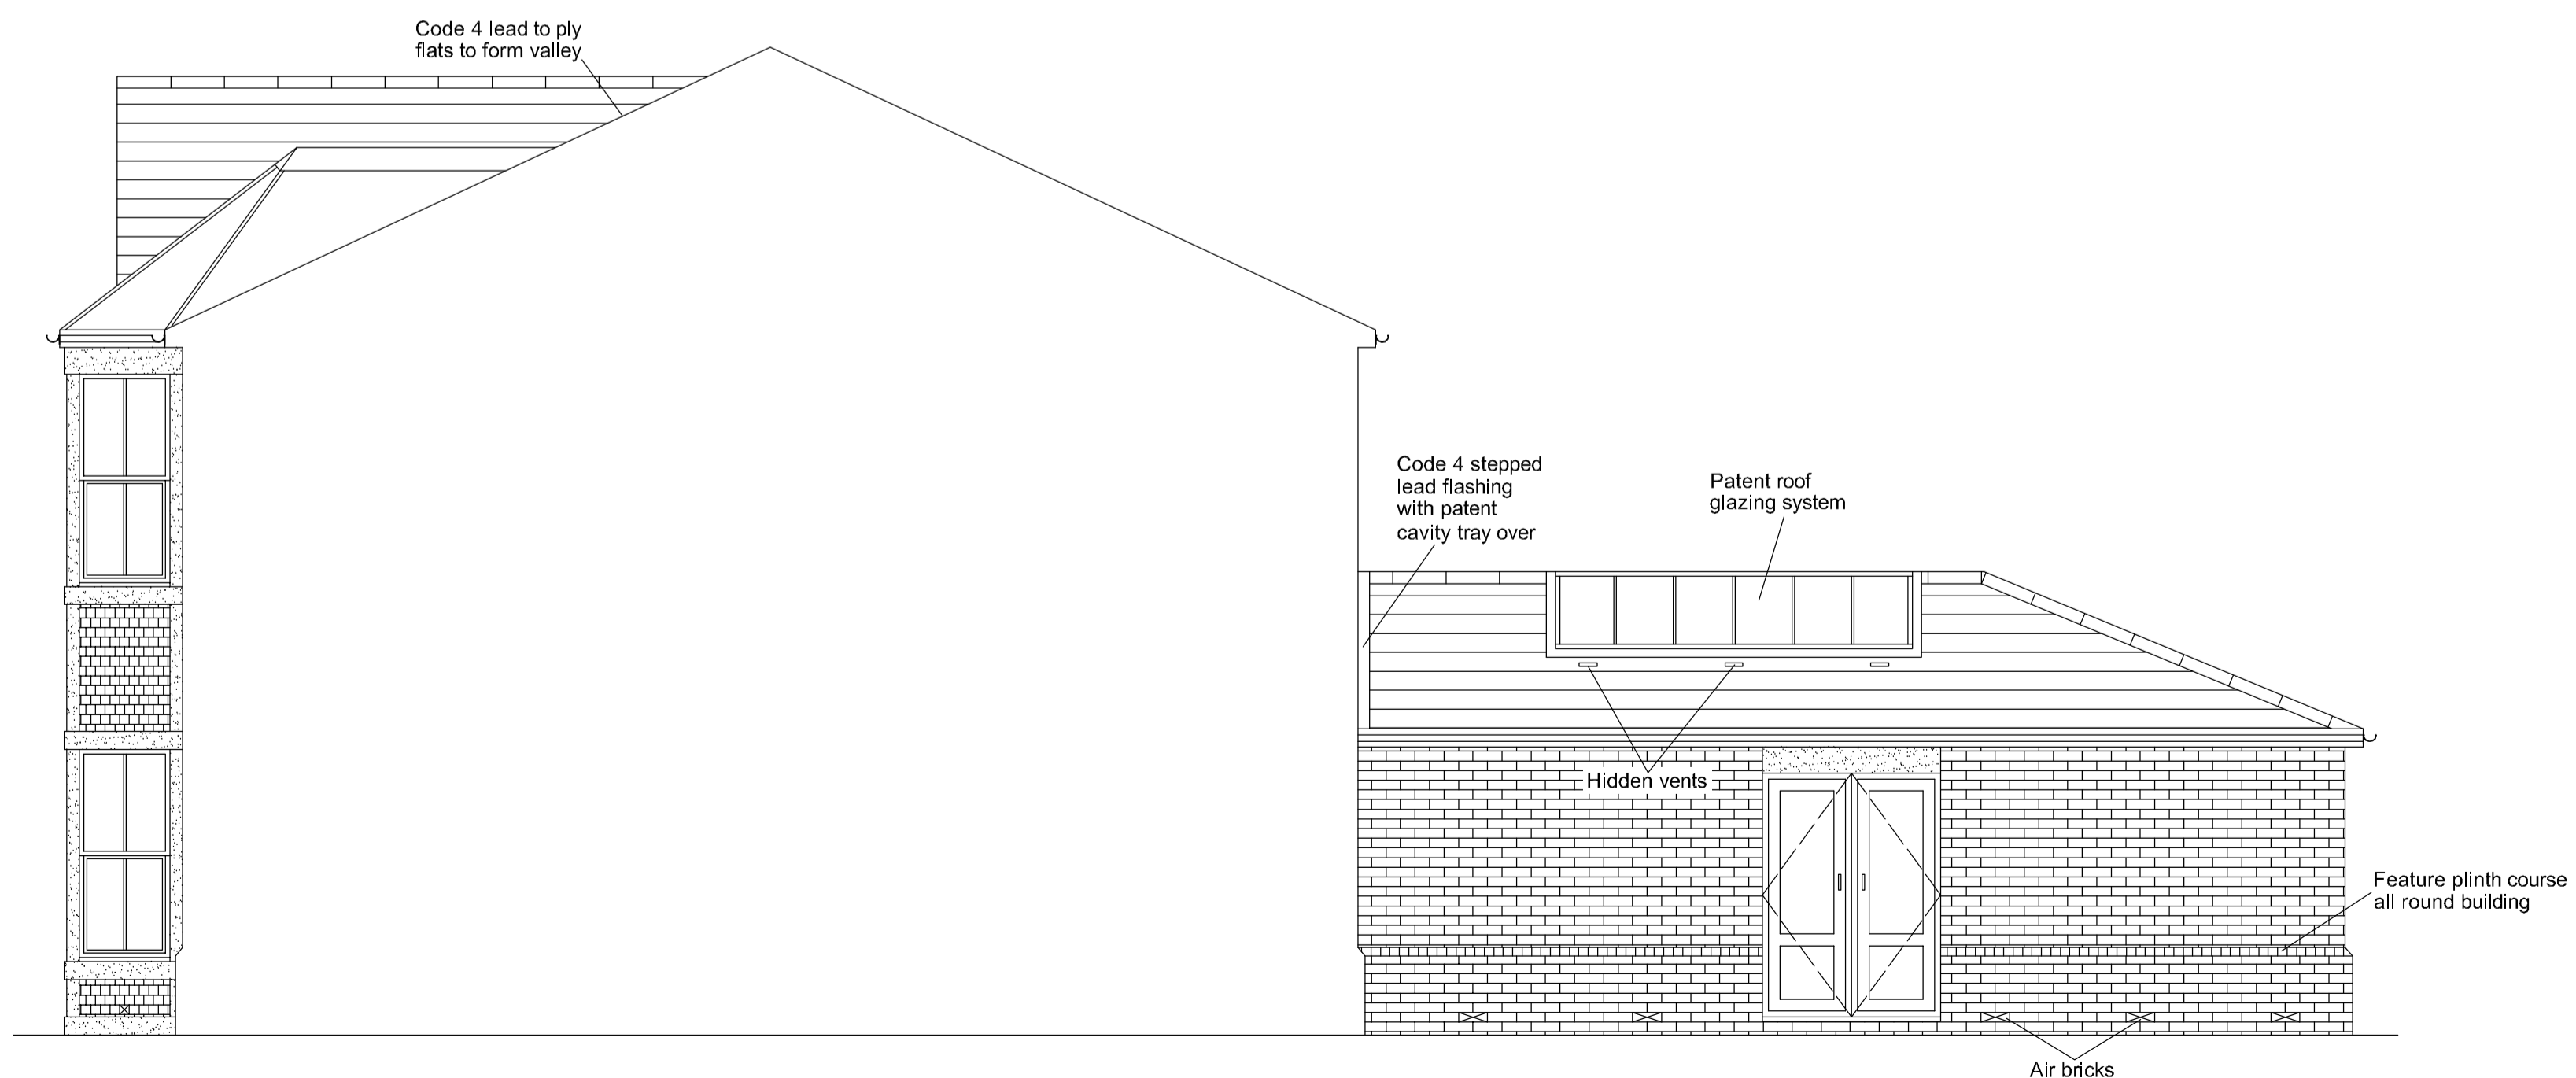 Code 4 lead to ply
flats to form valley
Code 4 stepped
lead flashing
with patent
cavity tray over
Patent roof
glazing system
Hidden vents
Feature plinth course
all round building
Air bricks